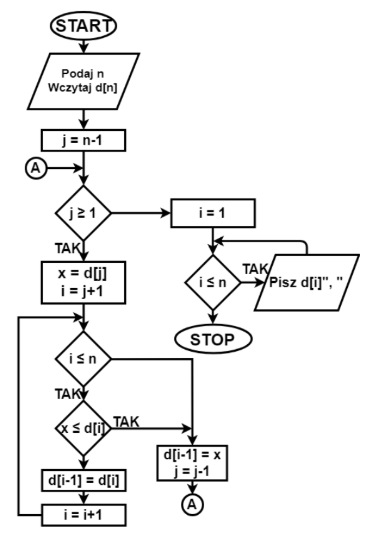 START
Podaj n
Wczytaj d[n]
j = n-1
A
j ≥ 1
i = 1
TAK
x = d[j]
i = j+1
i ≤ n
TAK
Pisz d[i]", "
STOP
i ≤ n
TAK
x ≤ d[i]
TAK
d[i-1] = x
j = j-1
d[i-1] = d[i]
A
i = i+1